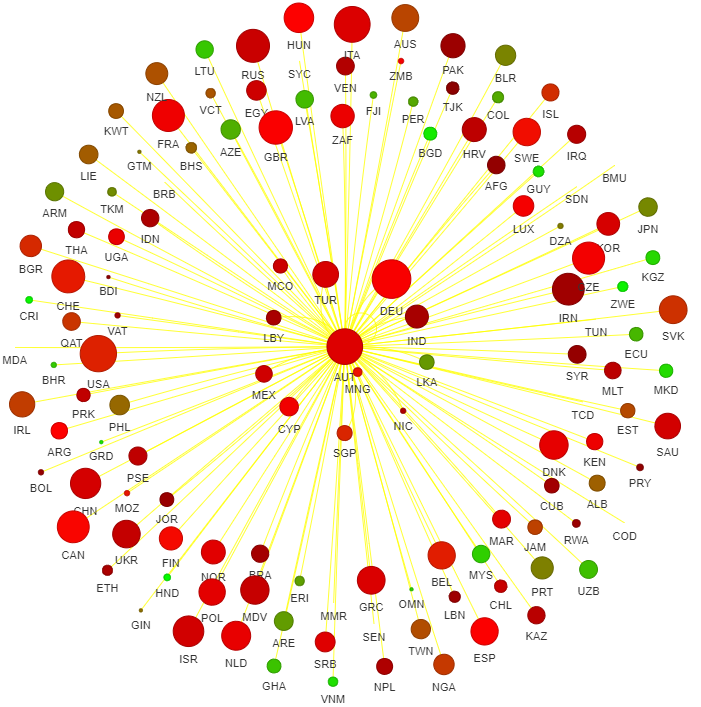 HUN
ITA
AUS
LTU
RUS
SYC
VEN
ZMB
PAK
BLR
NZL
VCT
EGY
LVA
FJI
PER
TJK
COL
ISL
KWT
FRA
AZE
GBR
ZAF
BGD
HRV
SWE
IRQ
LIE
GTM
BHS
AFG
GUY
BMU
ARM
TKM
BRB
IDN
LUX
SDN
JPN
THA
UGA
DZA
KOR
BGR
CHE
BDI
MCO
TUR
DEU
CZE
KGZ
CRI
QAT
VAT
LBY
IND
IRN
ZWE
SVK
MDA
BHR
USA
AUT
MNG
LKA
TUN
ECU
SYR
MLT
MKD
IRL
PRK
PHL
MEX
CYP
NIC
TCD
EST
SAU
ARG
GRD
SGP
DNK
KEN
BOL
PSE
PRY
CHN
MOZ
JOR
CUB
ALB
CAN
UKR
FIN
MAR
JAM
RWA
COD
ETH
HND
NOR
BRA
BEL
MYS
PRT
UZB
GIN
POL
MDV
ERI
MMR
GRC
OMN
LBN
CHL
KAZ
ISR
NLD
ARE
SRB
SEN
TWN
ESP
GHA
VNM
NPL
NGA